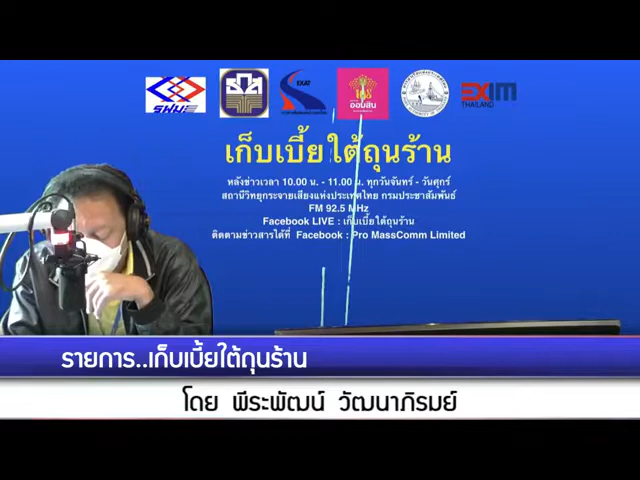 รฟม
ธกส
EXAT
ออมสิน
EXIM
THAILAND
เก็บเบี้ยใต้ถุนร้าน
หลังข่าวเวลา 10.00 น. - 11.00 น. ทุกวันจันทร์ - วันศุกร์
สถานีวิทยุกระจายเสียงแห่งประเทศไทย กรมประชาสัมพันธ์
FM 92.5 MHz
Facebook LIVE : เก็บเบี้ยใต้ถุนร้าน
ติดตามข่าวสารได้ที่ Facebook : Pro MassComm Limited
รายการ..เก็บเบี้ยใต้ถุนร้าน
โดย พีระพัฒน์ วัฒนาภิรมย์